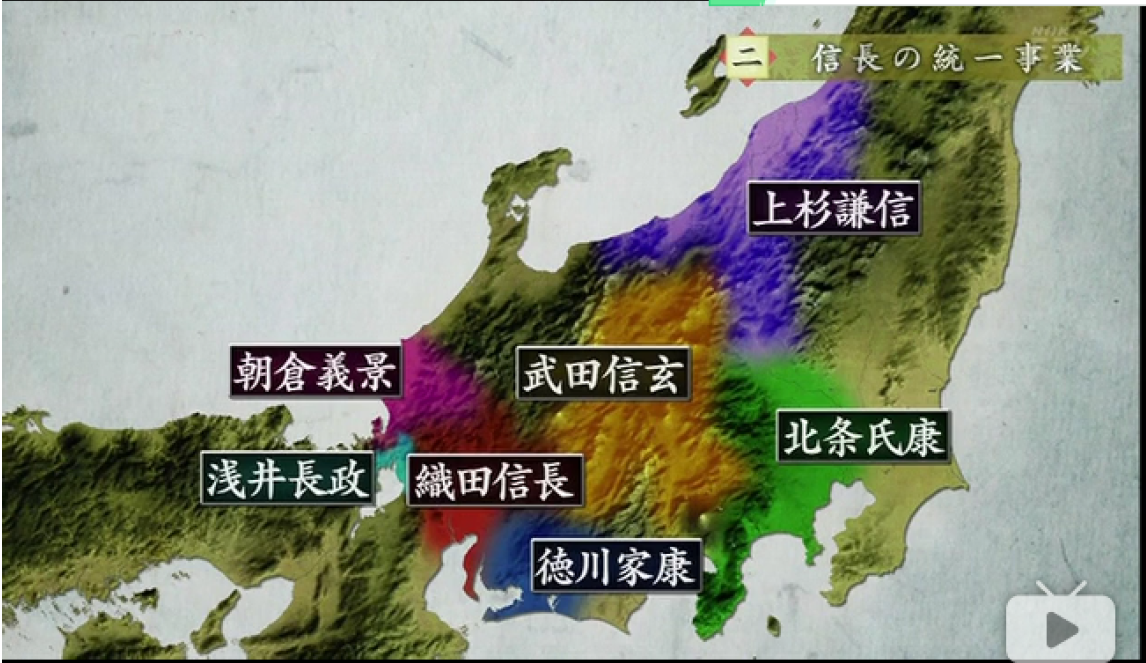 NHK
二 信長の統一事業
上杉謙信
朝倉義景
武田信玄
北条氏康
浅井長政
織田信長
徳川家康